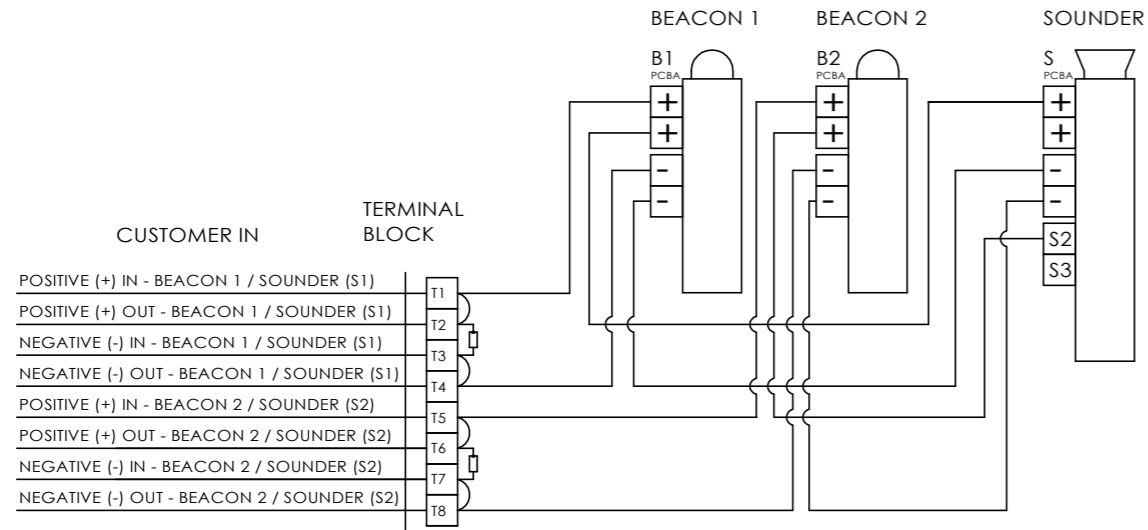 BEACON 1
BEACON 2
SOUNDER
B1
PCBA
B2
PCBA
S
PCBA
+
+
-
-
+
+
-
-
+
+
-
-
S2
S3
CUSTOMER IN
TERMINAL
BLOCK
POSITIVE (+) IN - BEACON 1 / SOUNDER (S1)
T1
POSITIVE (+) OUT - BEACON 1 / SOUNDER (S1)
T2
NEGATIVE (-) IN - BEACON 1 / SOUNDER (S1)
T3
NEGATIVE (-) OUT - BEACON 1 / SOUNDER (S1)
T4
POSITIVE (+) IN - BEACON 2 / SOUNDER (S2)
T5
POSITIVE (+) OUT - BEACON 2 / SOUNDER (S2)
T6
NEGATIVE (-) IN - BEACON 2 / SOUNDER (S2)
T7
NEGATIVE (-) OUT - BEACON 2 / SOUNDER (S2)
T8